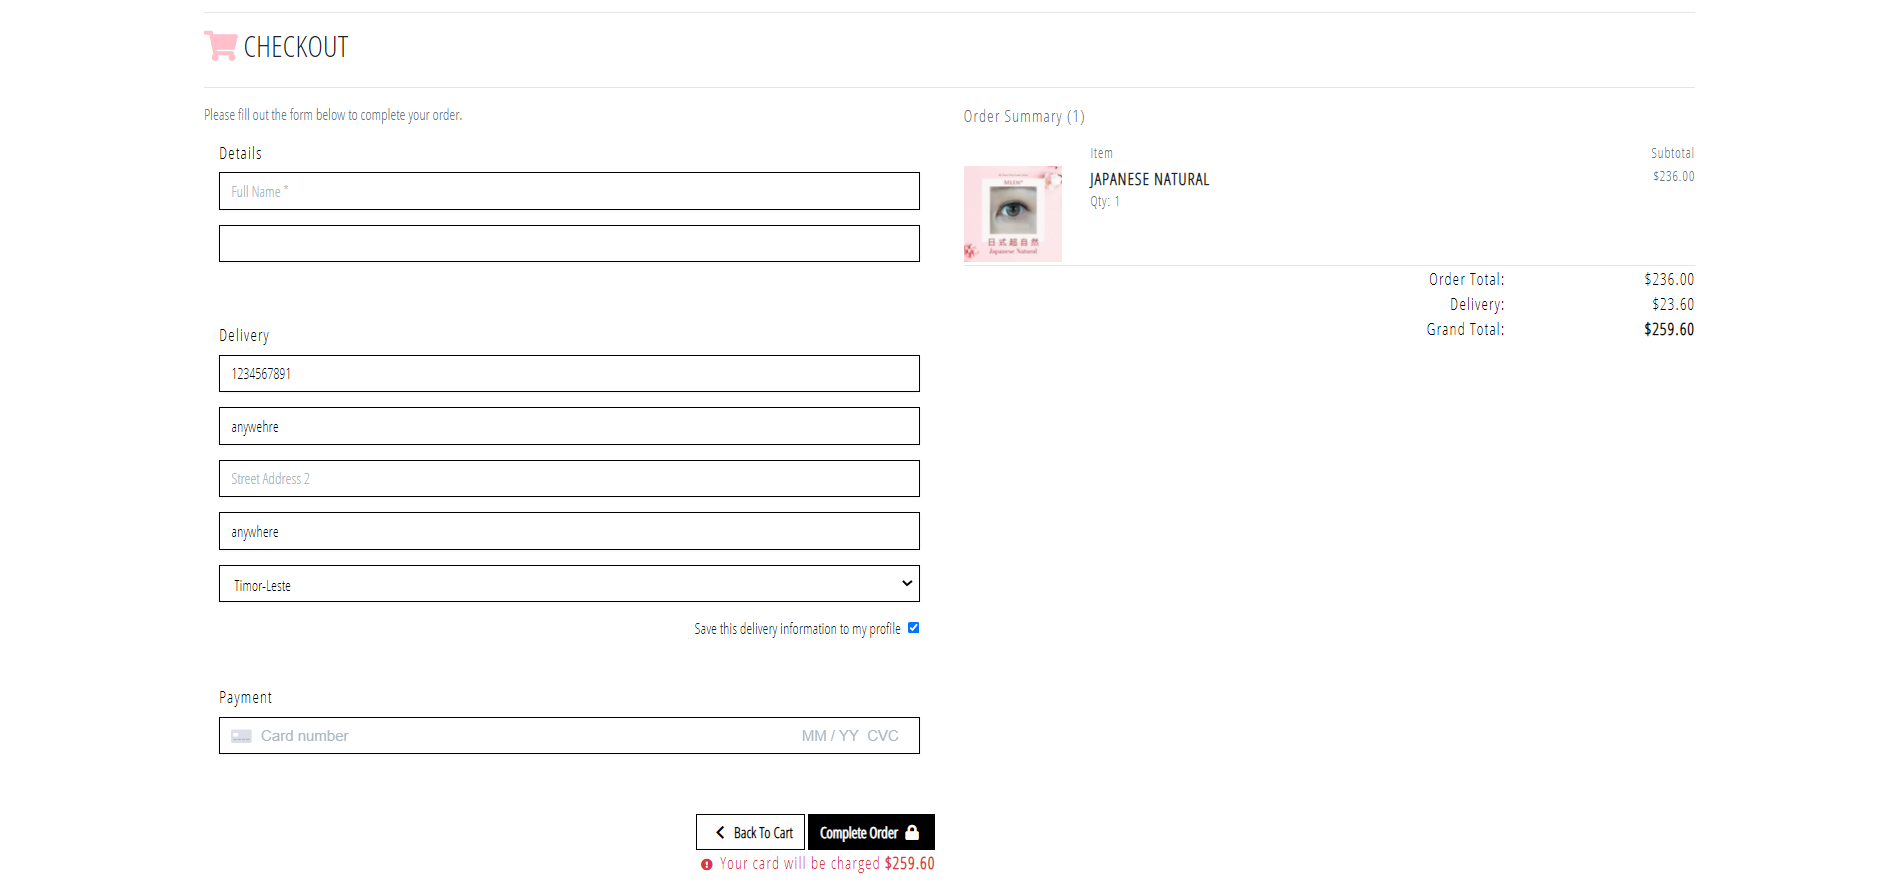 CHECKOUT
Please fill out the form below to complete your order.
Details
Full Name *
Delivery
1234567891
anywehre
Street Address 2
anywhere
Timor-Leste
Save this delivery information to my profile
Payment
Card number MM / YY CVC
Back To Cart Complete Order
Your card will be charged $259.60
Order Summary (1)
Item Subtotal
JAPANESE NATURAL $236.00
Qty: 1
日式超自然
Japanese Natural
Order Total: $236.00
Delivery: $23.60
Grand Total: $259.60